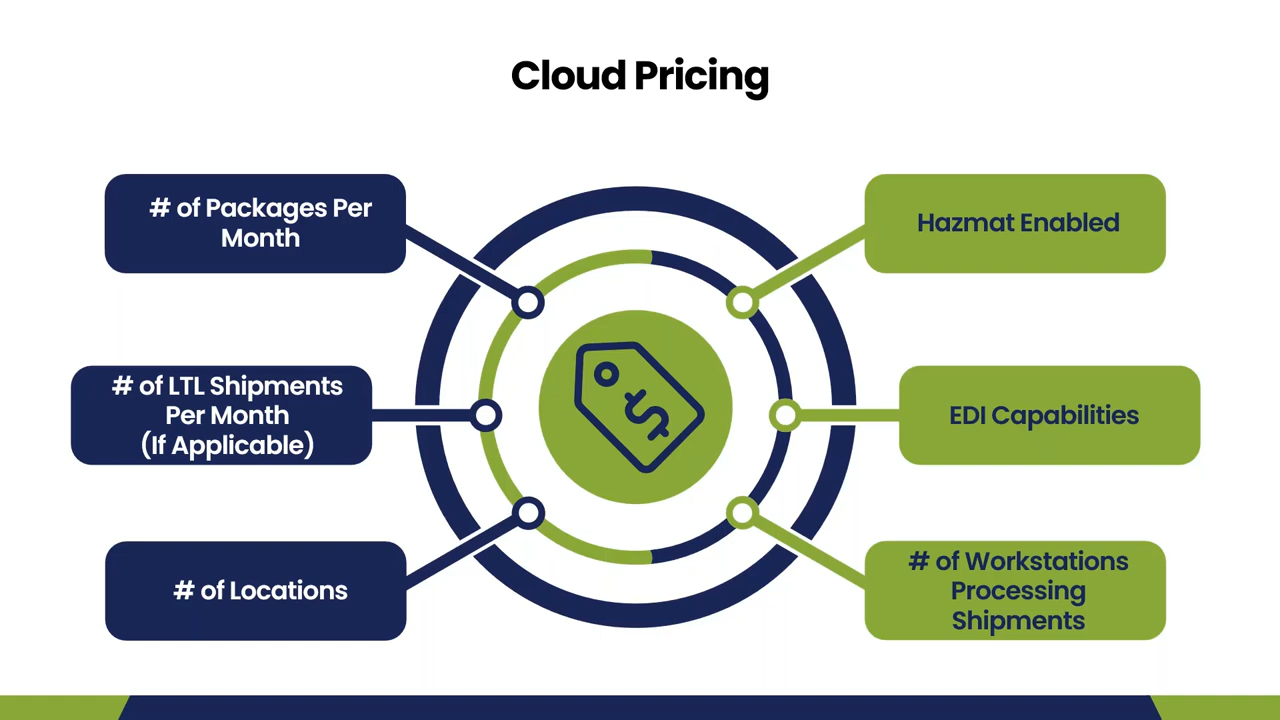 Cloud Pricing
# of Packages Per
Month
Hazmat Enabled
# of LTL Shipments
Per Month
(If Applicable)
EDI Capabilities
# of Locations
# of Workstations
Processing
Shipments
$